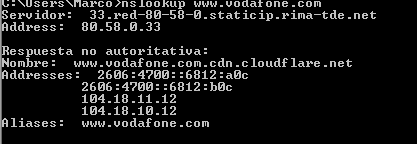 C:\Users\Marco>nslookup www.vodafone.com
Servidor:  33.red-80-58-0.staticip.rima-tde.net
Address:  80.58.0.33
Respuesta no autoritativa:
Nombre:  www.vodafone.com.cdn.cloudflare.net
Addresses:  2606:4700::6812:a0c
2606:4700::6812:b0c
104.18.11.12
104.18.10.12
Aliases:  www.vodafone.com